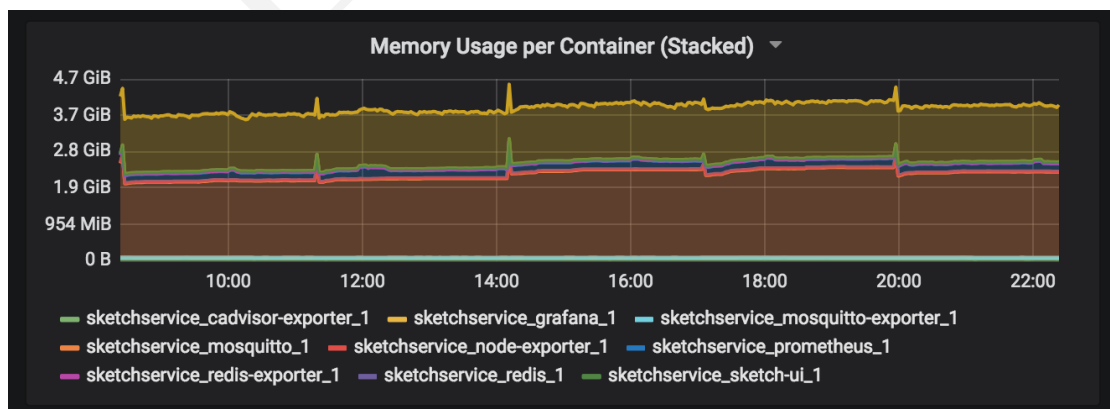 Memory Usage per Container (Stacked)
4.7 GiB
3.7 GiB
2.8 GiB
1.9 GiB
954 MiB
0 B
10:00 12:00 14:00 16:00 18:00 20:00 22:00
sketchservice_cadvisor-exporter_1 sketchservice_grafana_1 sketchservice_mosquitto-exporter_1
sketchservice_mosquitto_1 sketchservice_node-exporter_1 sketchservice_prometheus_1
sketchservice_redis-exporter_1 sketchservice_redis_1 sketchservice_sketch-ui_1